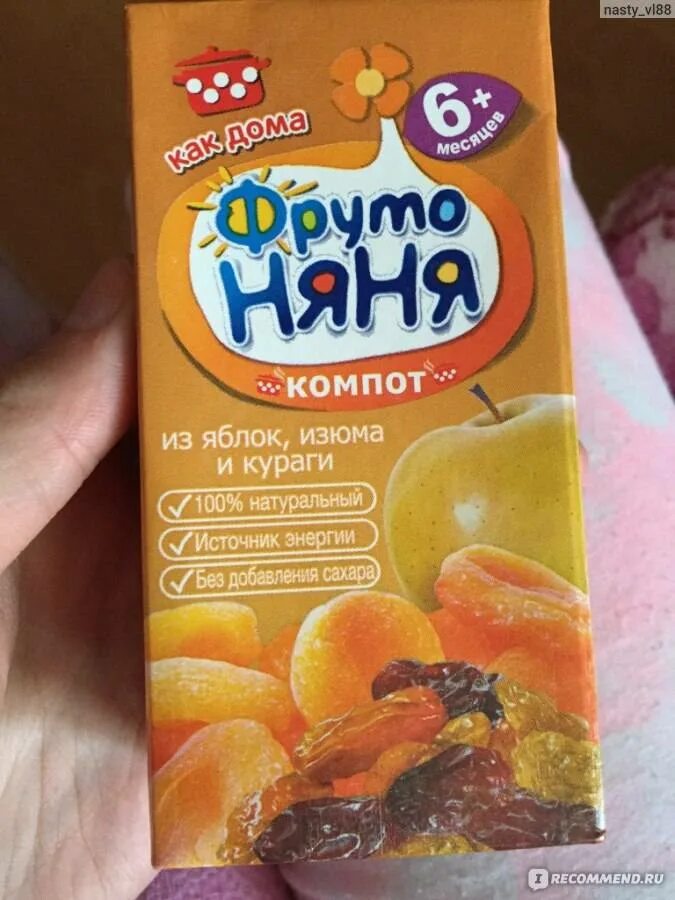 nasty_vl88
6+
месяцев
как дома
Фруто
НЯНЯ
КОМПОТ
из яблок, изюма
и кураги
100% натуральный
Источник энергии
Без добавления сахара
IRECOMMEND.RU